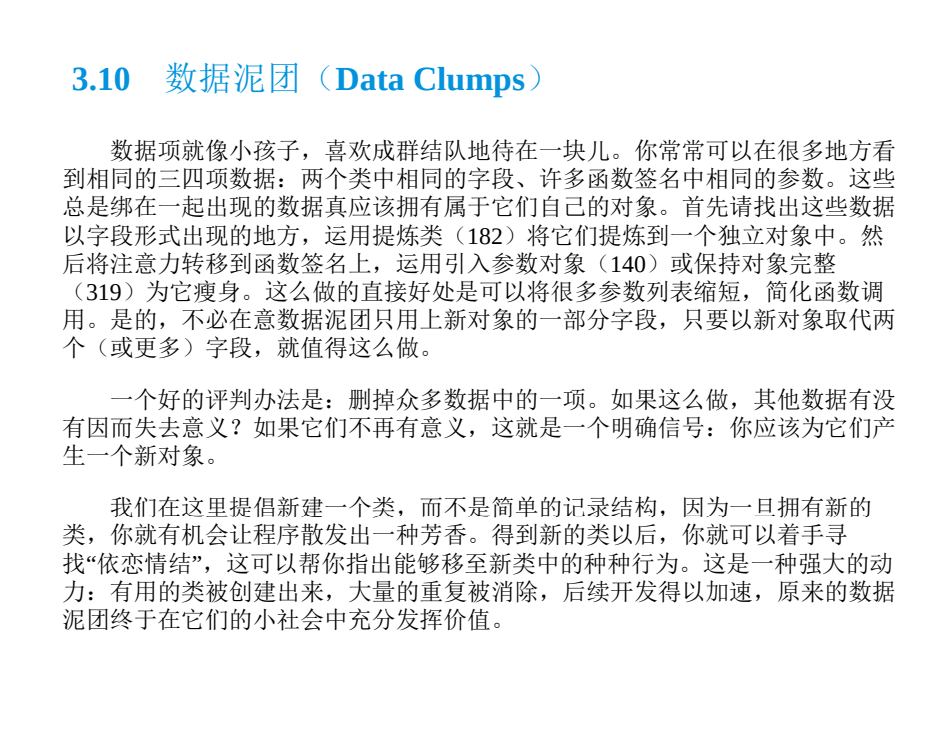 3.10 数据泥团（Data Clumps）
数据项就像小孩子，喜欢成群结队地待在一块儿。你常常可以在很多地方看
到相同的三四项数据：两个类中相同的字段、许多函数签名中相同的参数。这些
总是绑在一起出现的数据真应该拥有属于它们自己的对象。首先请找出这些数据
以字段形式出现的地方，运用提炼类（182）将它们提炼到一个独立对象中。然
后将注意力转移到函数签名上，运用引入参数对象（140）或保持对象完整
（319）为它瘦身。这么做的直接好处是可以将很多参数列表缩短，简化函数调
用。是的，不必在意数据泥团只用上新对象的一部分字段，只要以新对象取代两
个（或更多）字段，就值得这么做。
一个好的评判办法是：删掉众多数据中的一项。如果这么做，其他数据有没
有因而失去意义？如果它们不再有意义，这就是一个明确信号：你应该为它们产
生一个新对象。
我们在这里提倡新建一个类，而不是简单的记录结构，因为一旦拥有新的
类，你就有机会让程序散发出一种芳香。得到新的类以后，你就可以着手寻
找“依恋情结”，这可以帮你指出能够移至新类中的种种行为。这是一种强大的动
力：有用的类被创建出来，大量的重复被消除，后续开发得以加速，原来的数据
泥团终于在它们的小社会中充分发挥价值。